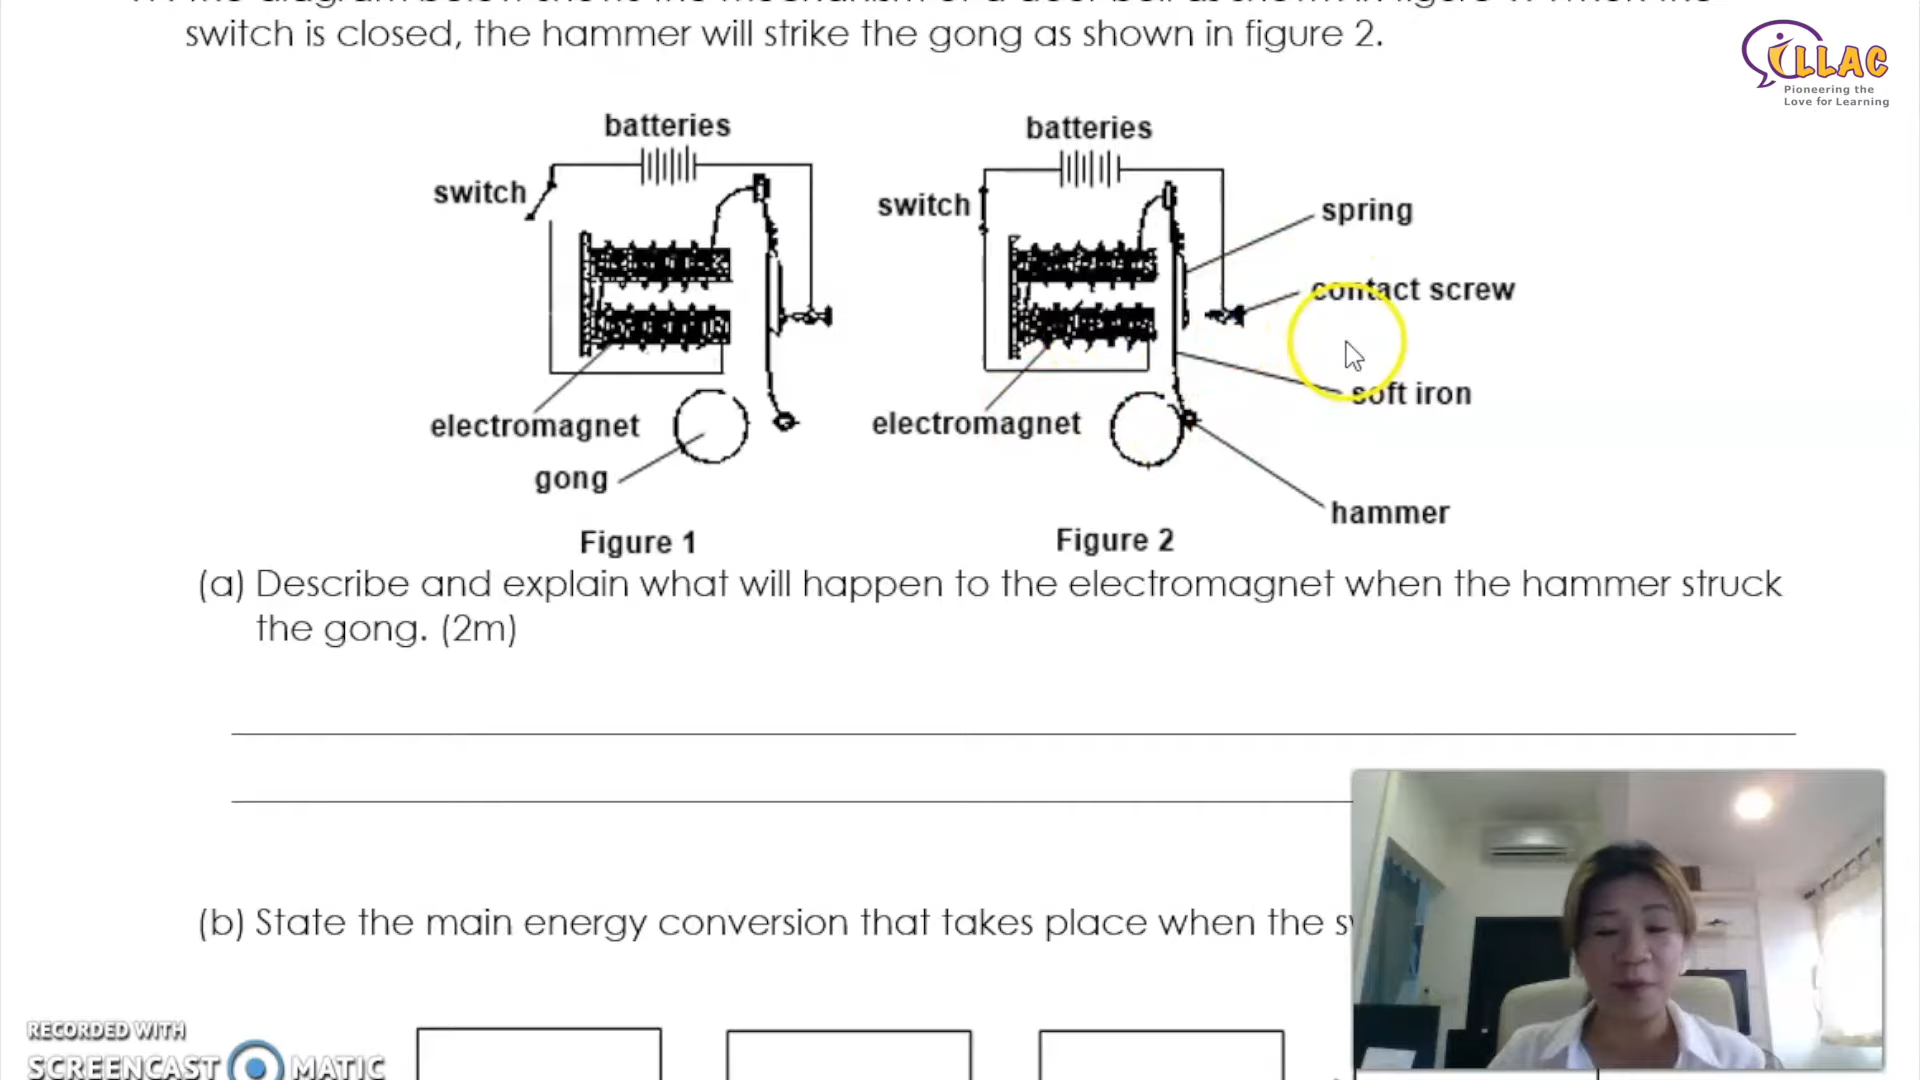 switch is closed, the hammer will strike the gong as shown in figure 2.
iLLAC
Pioneering the
Love for Learning
batteries
batteries
switch
switch
spring
contact screw
soft iron
electromagnet
electromagnet
gong
hammer
Figure 1
Figure 2
(a) Describe and explain what will happen to the electromagnet when the hammer struck
the gong. (2m)
(b) State the main energy conversion that takes place when the
RECORDED WITH
SCREENCAST MATIC